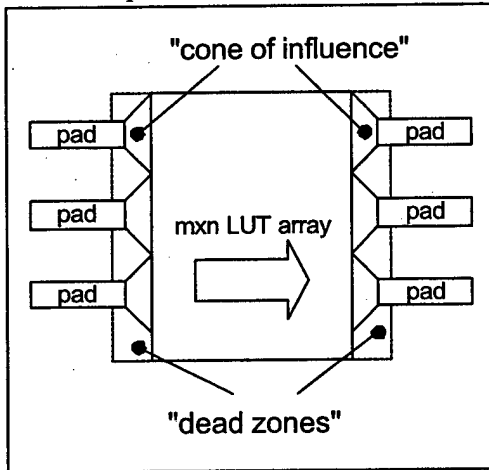 "cone of influence"
pad
pad
pad
mxn LUT array
pad
pad
pad
"dead zones"